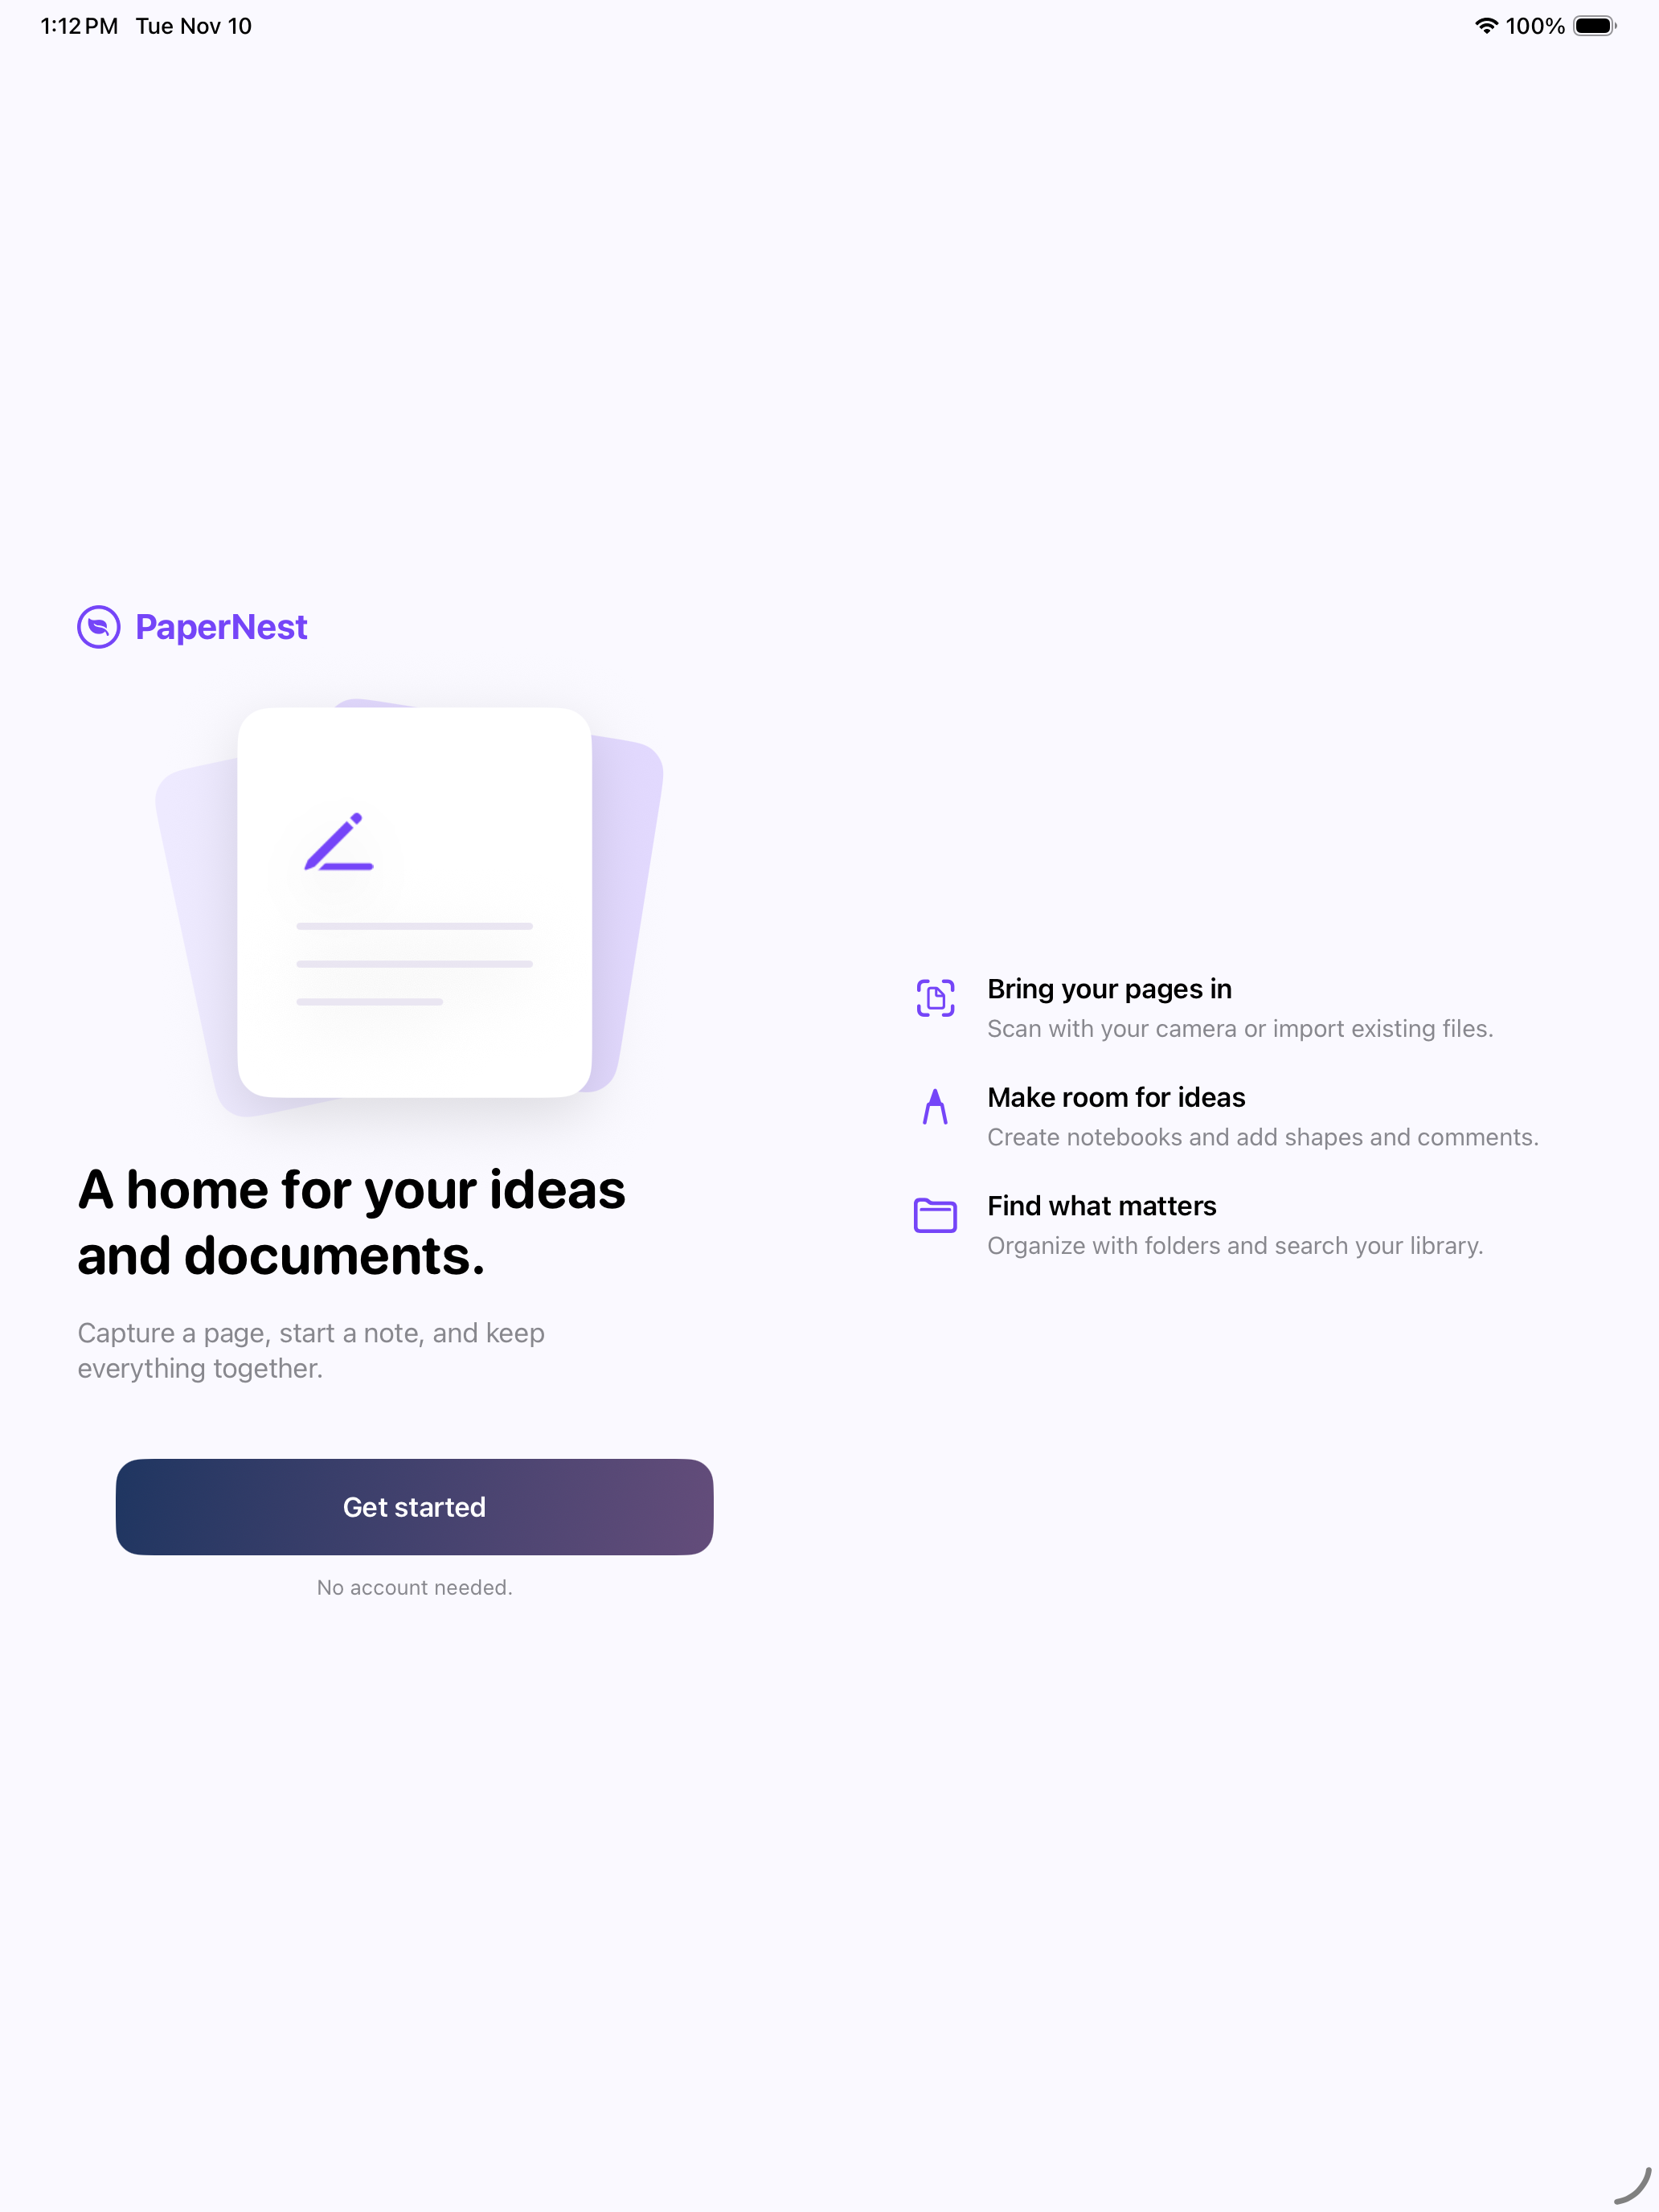 1:12 PM Tue Nov 10
100%
PaperNest
A home for your ideas
and documents.
Capture a page, start a note, and keep
everything together.
Get started
No account needed.
Bring your pages in
Scan with your camera or import existing files.
Make room for ideas
Create notebooks and add shapes and comments.
Find what matters
Organize with folders and search your library.